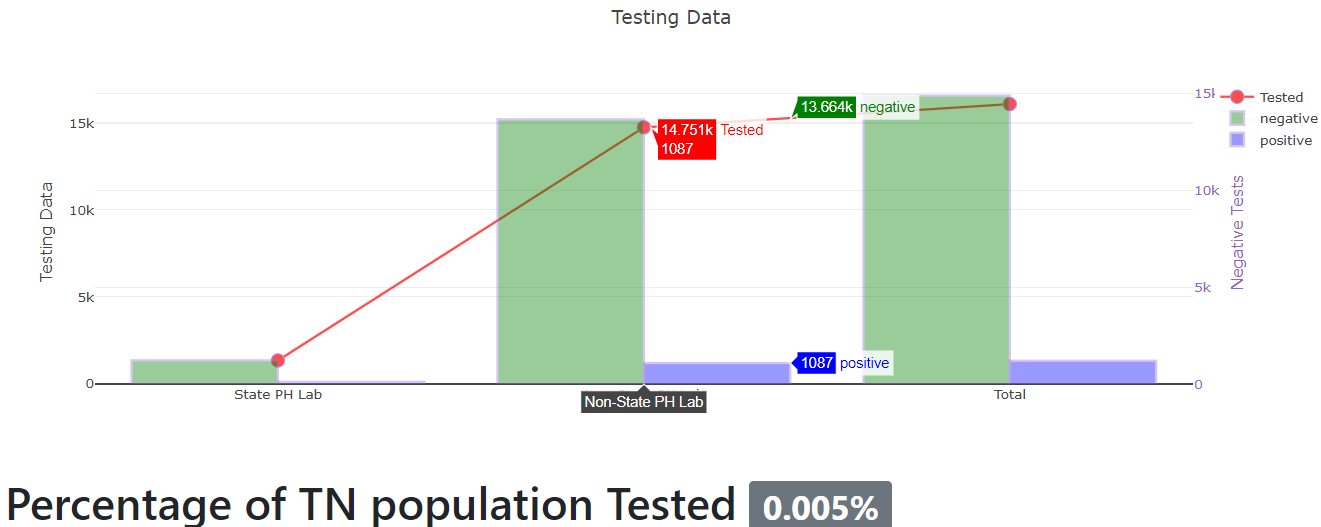 Testing Data
15k
10k
5k
0
Testing Data
15k
10k
5k
0
Negative Tests
Tested
negative
positive
13.664k negative
14.751k Tested
1087
1087 positive
State PH Lab
Non-State PH Lab
Total
Percentage of TN population Tested 0.005%